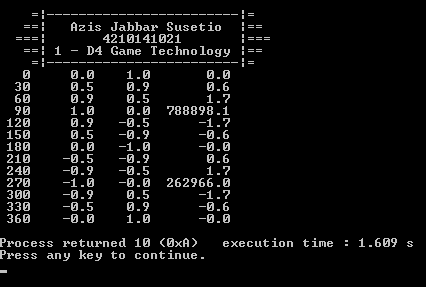 =¦------------------------¦=
==¦ Azis Jabbar Susetio ¦==
===¦ 4210141021 ¦===
==¦ 1 - D4 Game Technology ¦==
=¦------------------------¦=
0 0.0 1.0 0.0
30 0.5 0.9 0.6
60 0.9 0.5 1.7
90 1.0 0.0 788898.1
120 0.9 -0.5 -1.7
150 0.5 -0.9 -0.6
180 0.0 -1.0 -0.0
210 -0.5 -0.9 0.6
240 -0.9 -0.5 1.7
270 -1.0 -0.0 262966.0
300 -0.9 0.5 -1.7
330 -0.5 0.9 -0.6
360 -0.0 1.0 -0.0
Process returned 10 (0xA) execution time : 1.609 s
Press any key to continue.